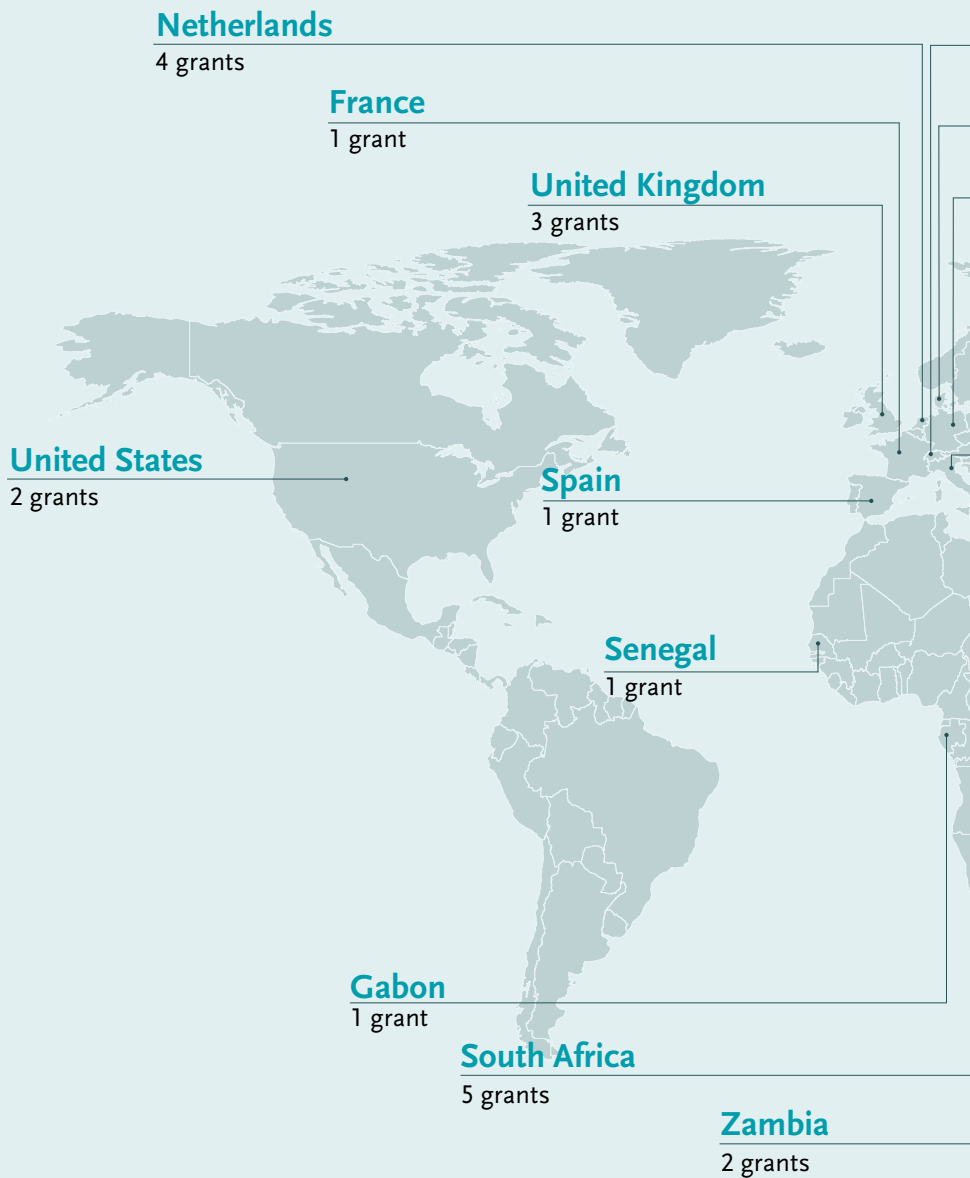 Netherlands
4 grants
France
1 grant
United Kingdom
3 grants
United States
2 grants
Spain
1 grant
Senegal
1 grant
Gabon
1 grant
South Africa
5 grants
Zambia
2 grants